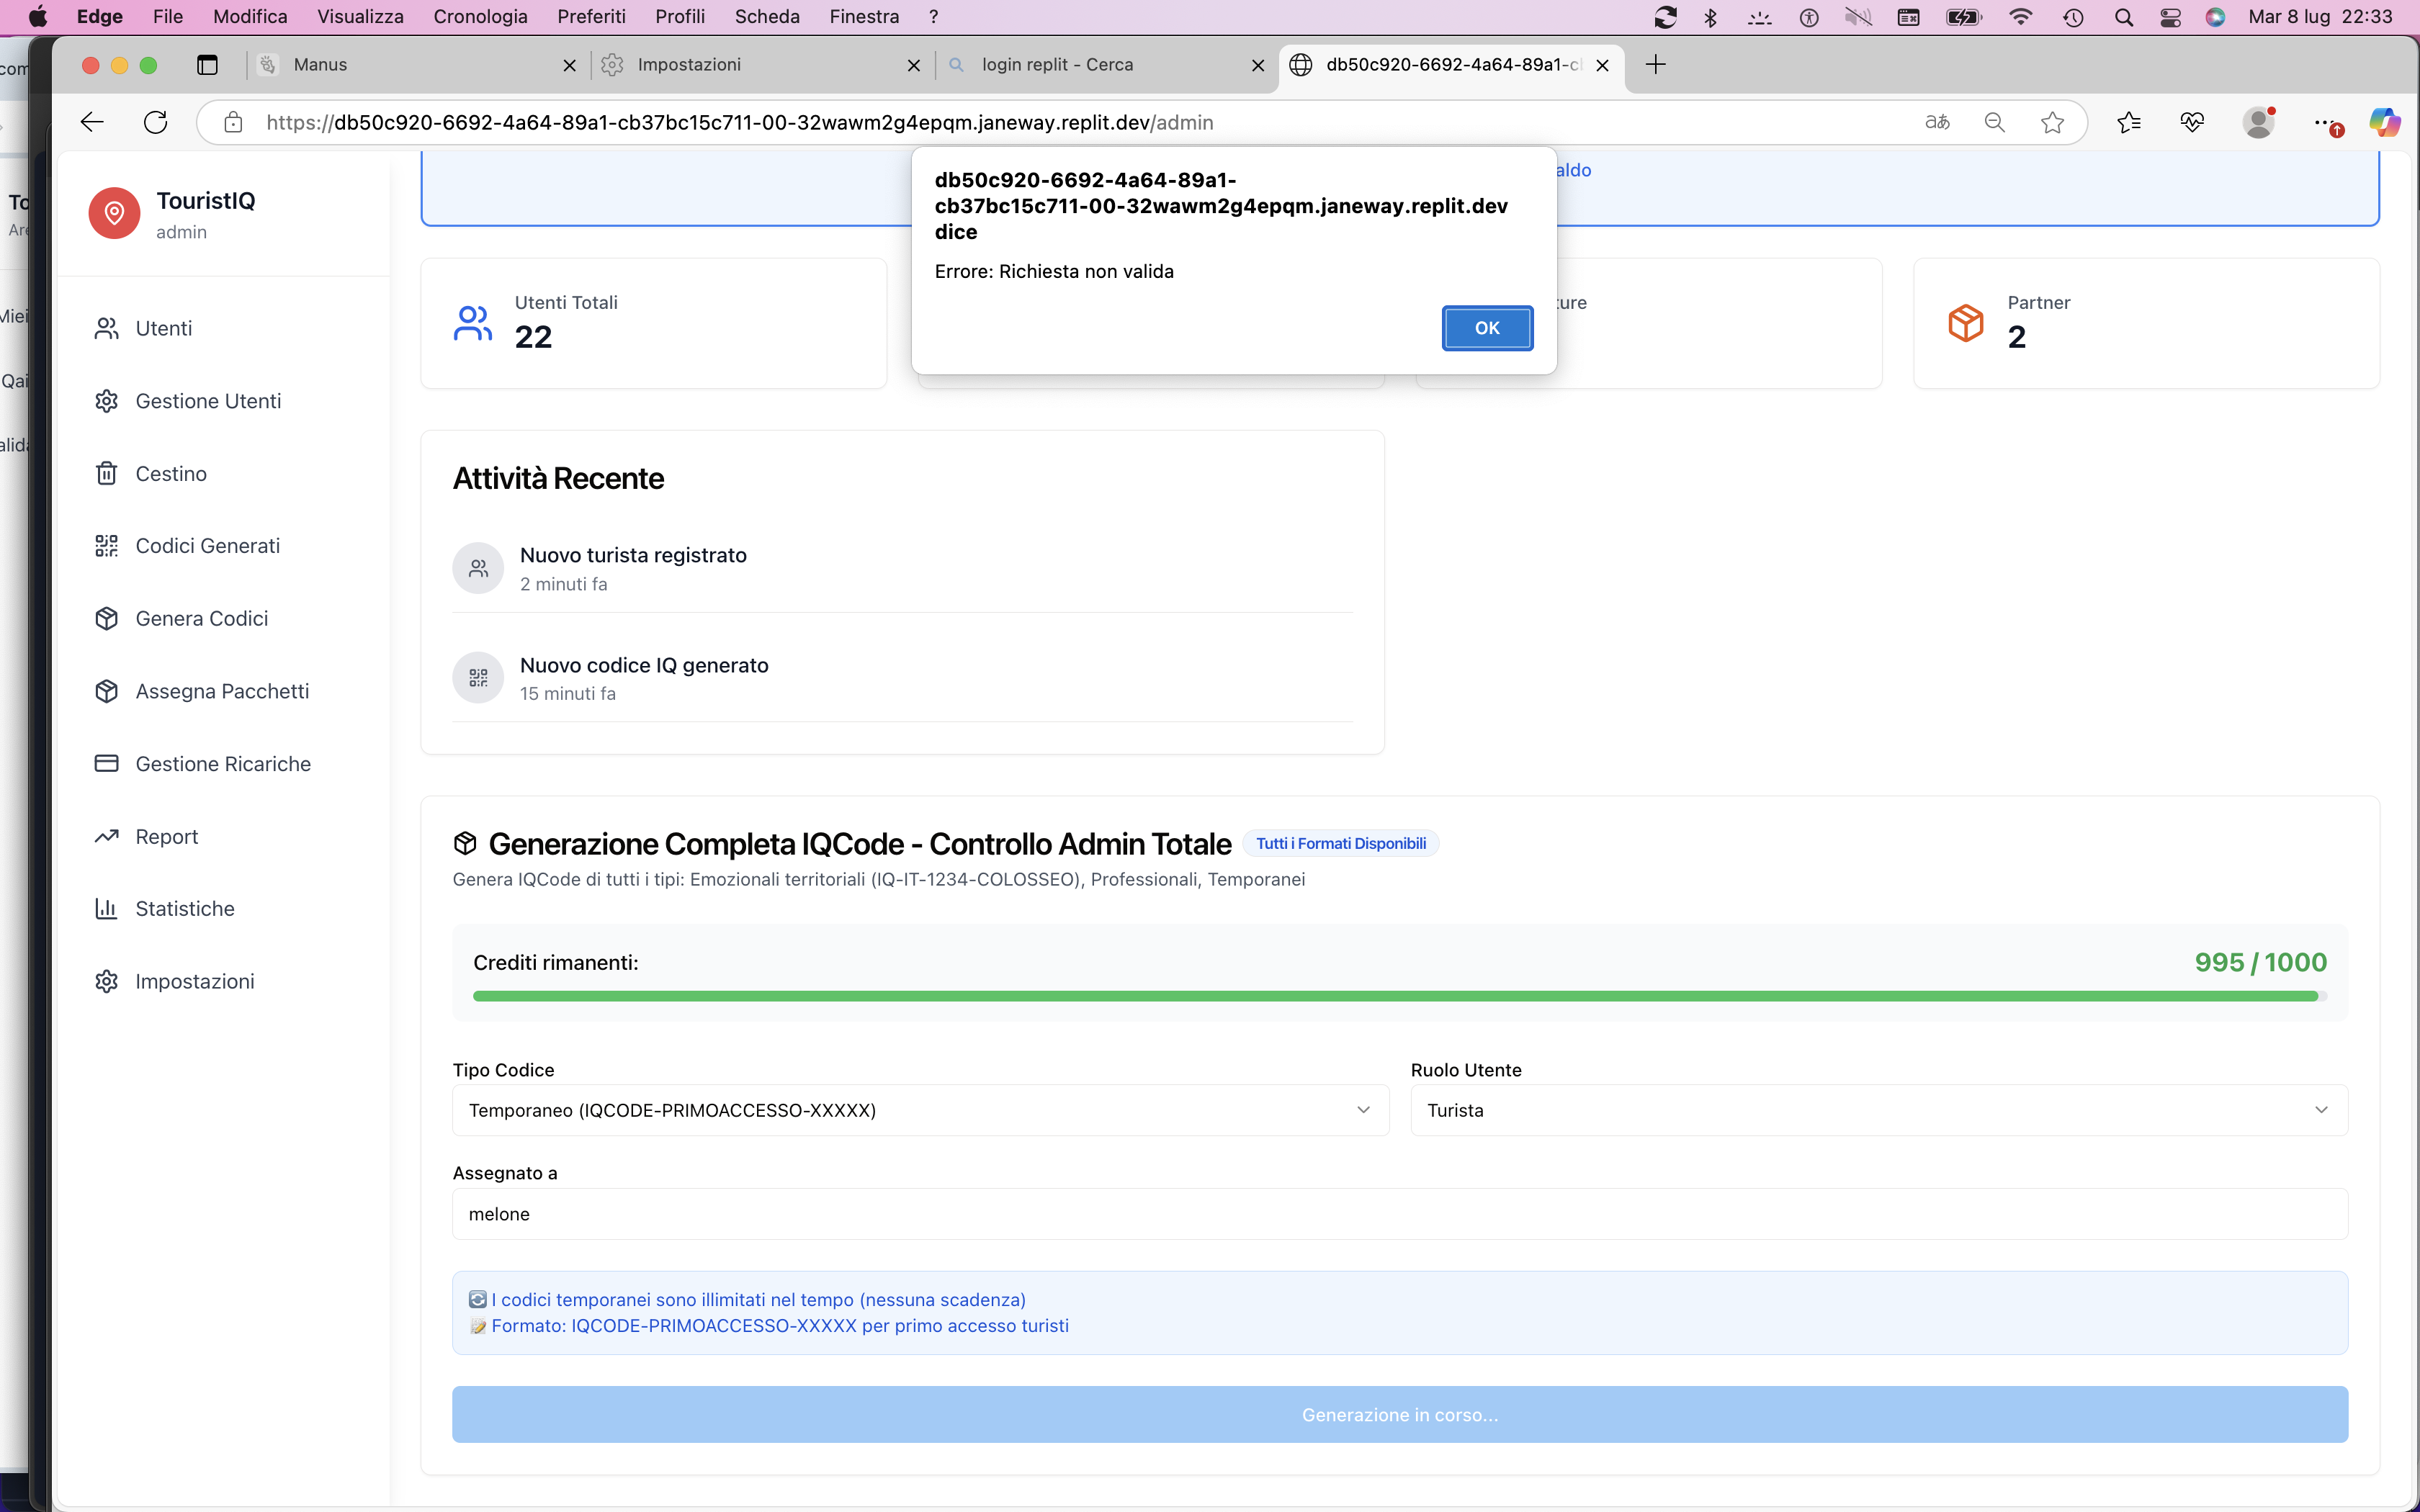 Edge File Modifica Visualizza Cronologia Preferiti Profili Scheda Finestra ? Mar 8 lug 22:33
Manus
Impostazioni
login replit - Cerca
db50c920-6692-4a64-89a1-c
https://db50c920-6692-4a64-89a1-cb37bc15c711-00-32wawm2g4epqm.janeway.replit.dev/admin
aあ
TouristIQ
admin
Utenti
Gestione Utenti
Cestino
Codici Generati
Genera Codici
Assegna Pacchetti
Gestione Ricariche
Report
Statistiche
Impostazioni
aldo
db50c920-6692-4a64-89a1-
cb37bc15c711-00-32wawm2g4epqm.janeway.replit.dev
dice
Errore: Richiesta non valida
OK
Utenti Totali
22
ture
Partner
2
Attività Recente
Nuovo turista registrato
2 minuti fa
Nuovo codice IQ generato
15 minuti fa
Generazione Completa IQCode - Controllo Admin Totale
Tutti i Formati Disponibili
Genera IQCode di tutti i tipi: Emozionali territoriali (IQ-IT-1234-COLOSSEO), Professionali, Temporanei
Crediti rimanenti:
995 / 1000
Tipo Codice
Temporaneo (IQCODE-PRIMOACCESSO-XXXXX)
Ruolo Utente
Turista
Assegnato a
melone
I codici temporanei sono illimitati nel tempo (nessuna scadenza)
Formato: IQCODE-PRIMOACCESSO-XXXXX per primo accesso turisti
Generazione in corso...